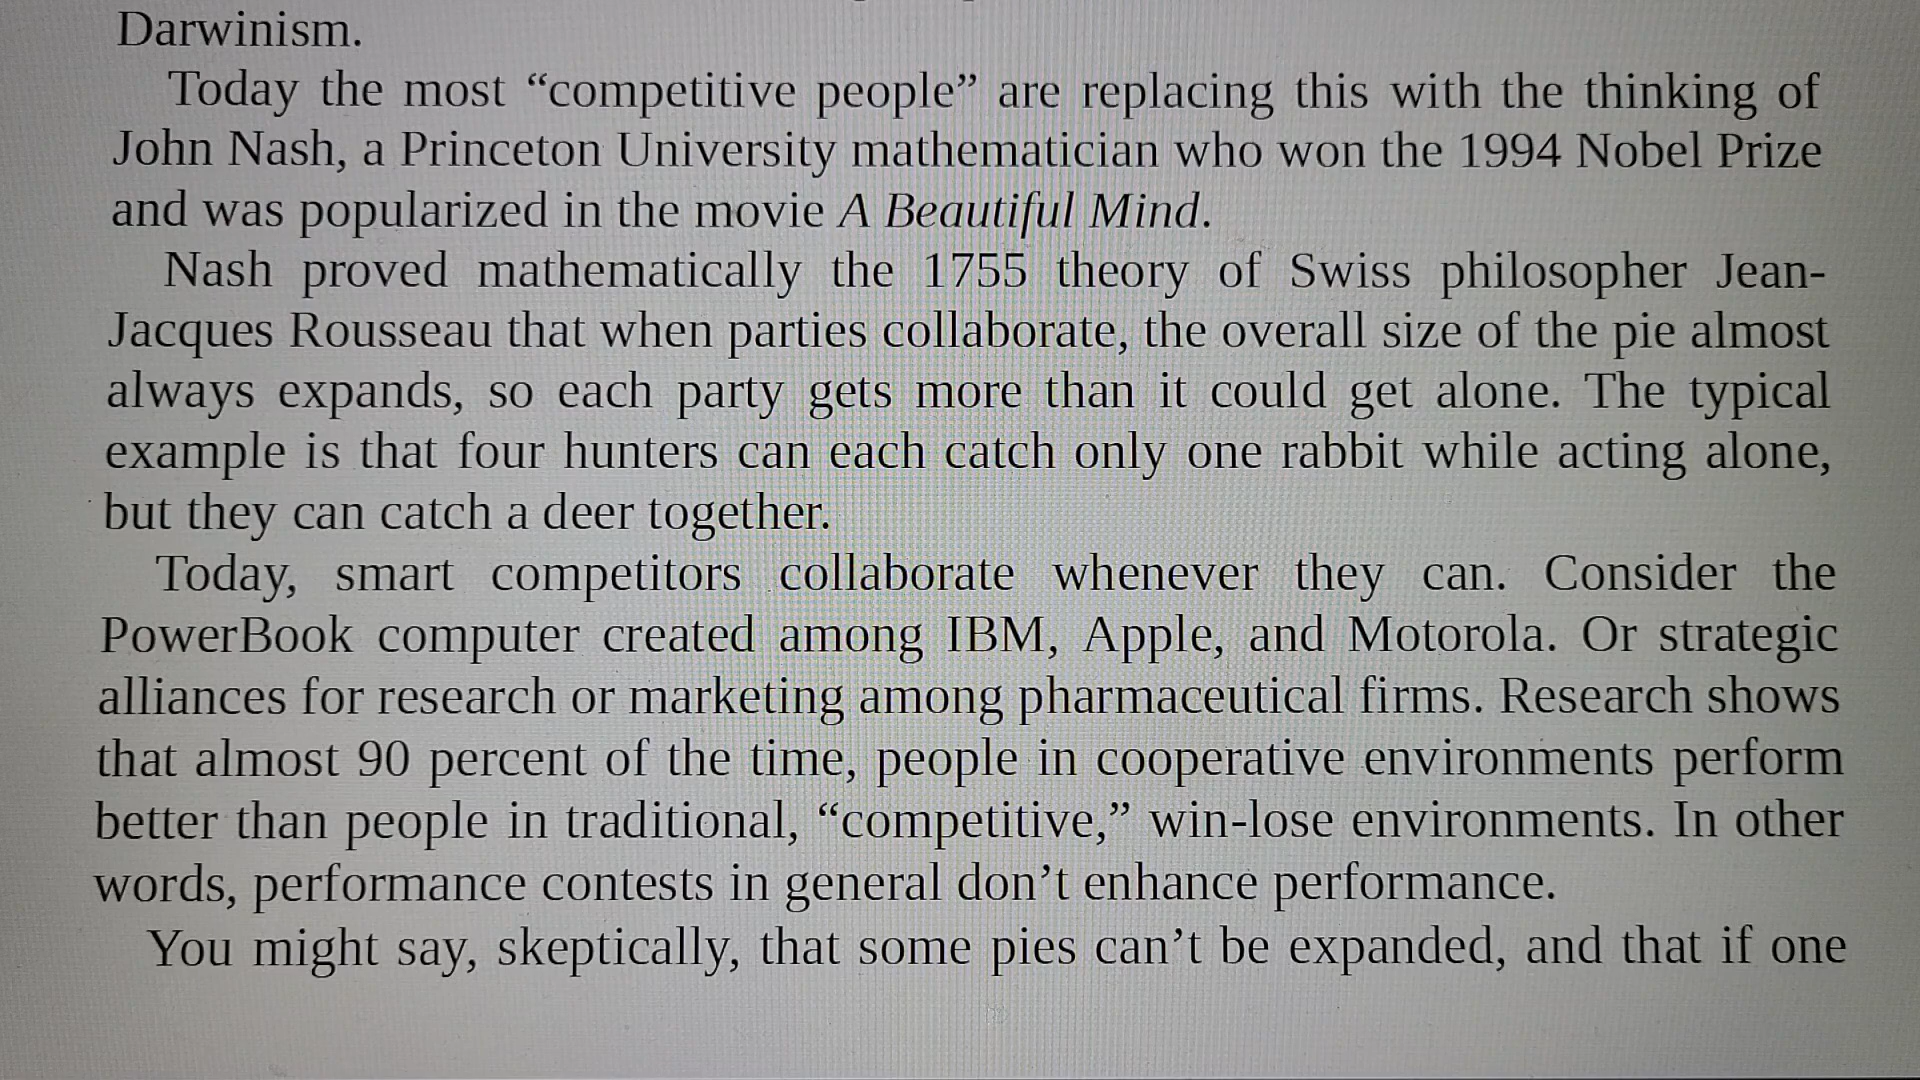 Darwinism.
Today the most “competitive people” are replacing this with the thinking of
John Nash, a Princeton University mathematician who won the 1994 Nobel Prize
and was popularized in the movie A Beautiful Mind.
Nash proved mathematically the 1755 theory of Swiss philosopher Jean-
Jacques Rousseau that when parties collaborate, the overall size of the pie almost
always expands, so each party gets more than it could get alone. The typical
example is that four hunters can each catch only one rabbit while acting alone,
but they can catch a deer together.
Today, smart competitors collaborate whenever they can. Consider the
PowerBook computer created among IBM, Apple, and Motorola. Or strategic
alliances for research or marketing among pharmaceutical firms. Research shows
that almost 90 percent of the time, people in cooperative environments perform
better than people in traditional, “competitive,” win-lose environments. In other
words, performance contests in general don’t enhance performance.
You might say, skeptically, that some pies can’t be expanded, and that if one